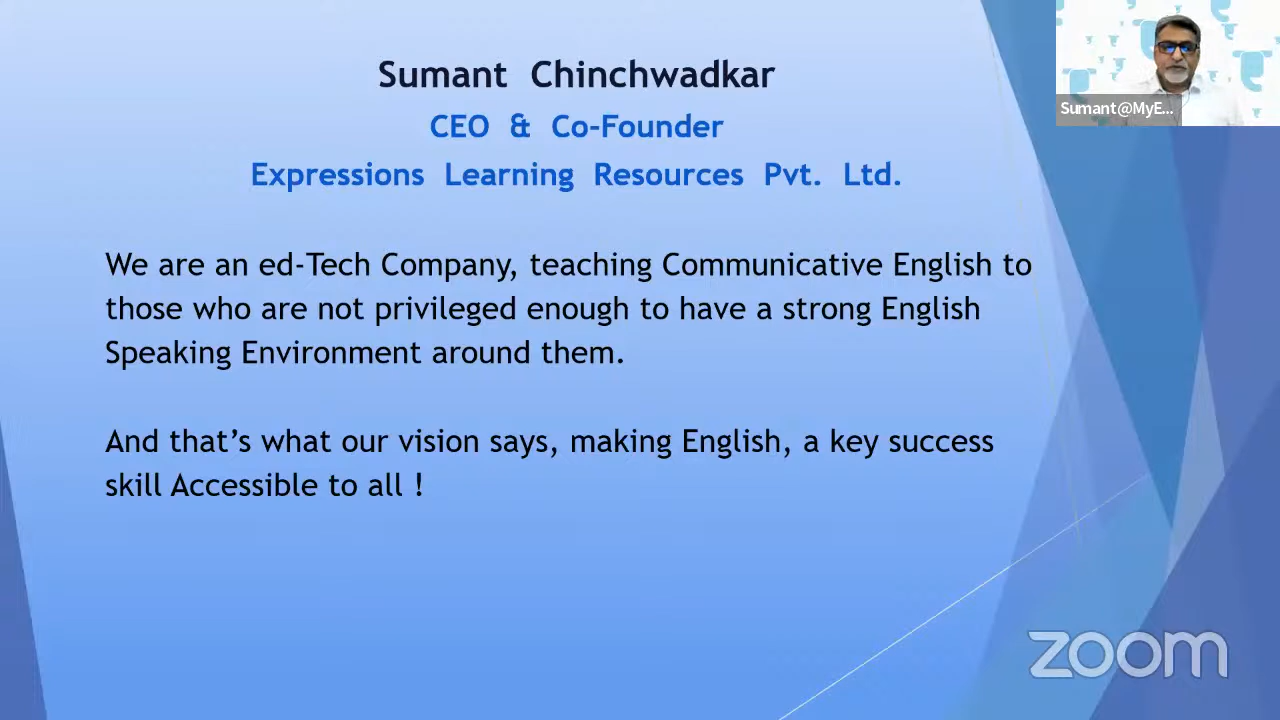 Sumant Chinchwadkar
CEO & Co-Founder
Expressions Learning Resources Pvt. Ltd.
We are an ed-Tech Company, teaching Communicative English to
those who are not privileged enough to have a strong English
Speaking Environment around them.
And that’s what our vision says, making English, a key success
skill Accessible to all !
Sumant@MyE...
zoom